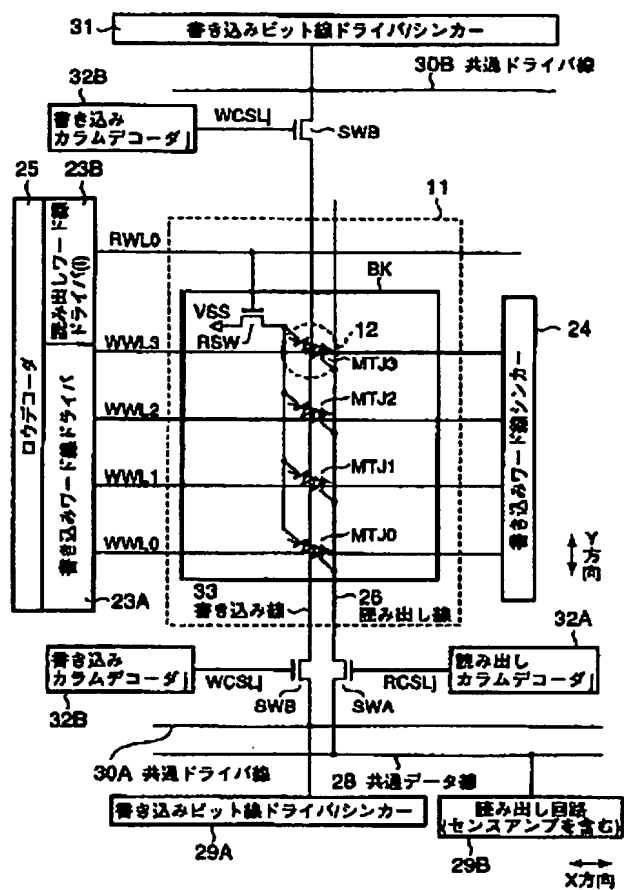 31
書き込みビット線ドライバ/シンカー
30B 共通ドライバ線
32B
書き込み
カラムデコーダ j
WCSLj
SWB
25
23B
11
ロウデコーダ
読み出しワード線
ドライバ(i)
書き込みワード線ドライバ
RWL0
WWL3
WWL2
WWL1
WWL0
BK
VSS
RSW
12
MTJ3
MTJ2
MTJ1
MTJ0
24
書き込みワード線シンカー
Y
方向
23A
33
書き込み線
26
読み出し線
32A
書き込み
カラムデコーダ j
32B
WCSLj
SWB
RCSLj
SWA
読み出し
カラムデコーダ j
30A 共通ドライバ線
28 共通データ線
書き込みビット線ドライバ/シンカー
29A
読み出し回路
(センスアンプを含む)
29B
X方向